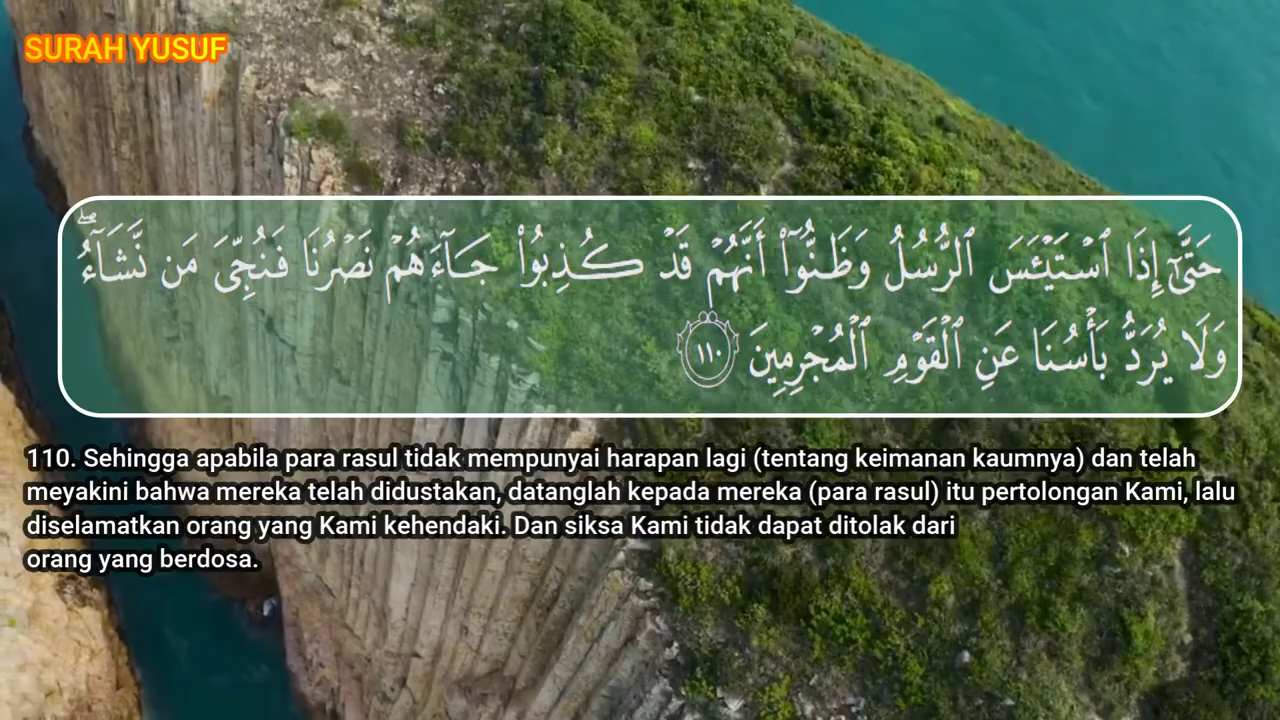 SURAH YUSUF
حَتَّىٰٓ إِذَا ٱسْتَيْـَٔسَ ٱلرُّسُلُ وَظَنُّوٓا۟ أَنَّهُمْ قَدْ كُذِبُوا۟ جَآءَهُمْ نَصْرُنَا فَنُجِّىَ مَن نَّشَآءُ ۖ
وَلَا يُرَدُّ بَأْسُنَا عَنِ ٱلْقَوْمِ ٱلْمُجْرِمِينَ ١١٠
110. Sehingga apabila para rasul tidak mempunyai harapan lagi (tentang keimanan kaumnya) dan telah
meyakini bahwa mereka telah didustakan, datanglah kepada mereka (para rasul) itu pertolongan Kami, lalu
diselamatkan orang yang Kami kehendaki. Dan siksa Kami tidak dapat ditolak dari
orang yang berdosa.